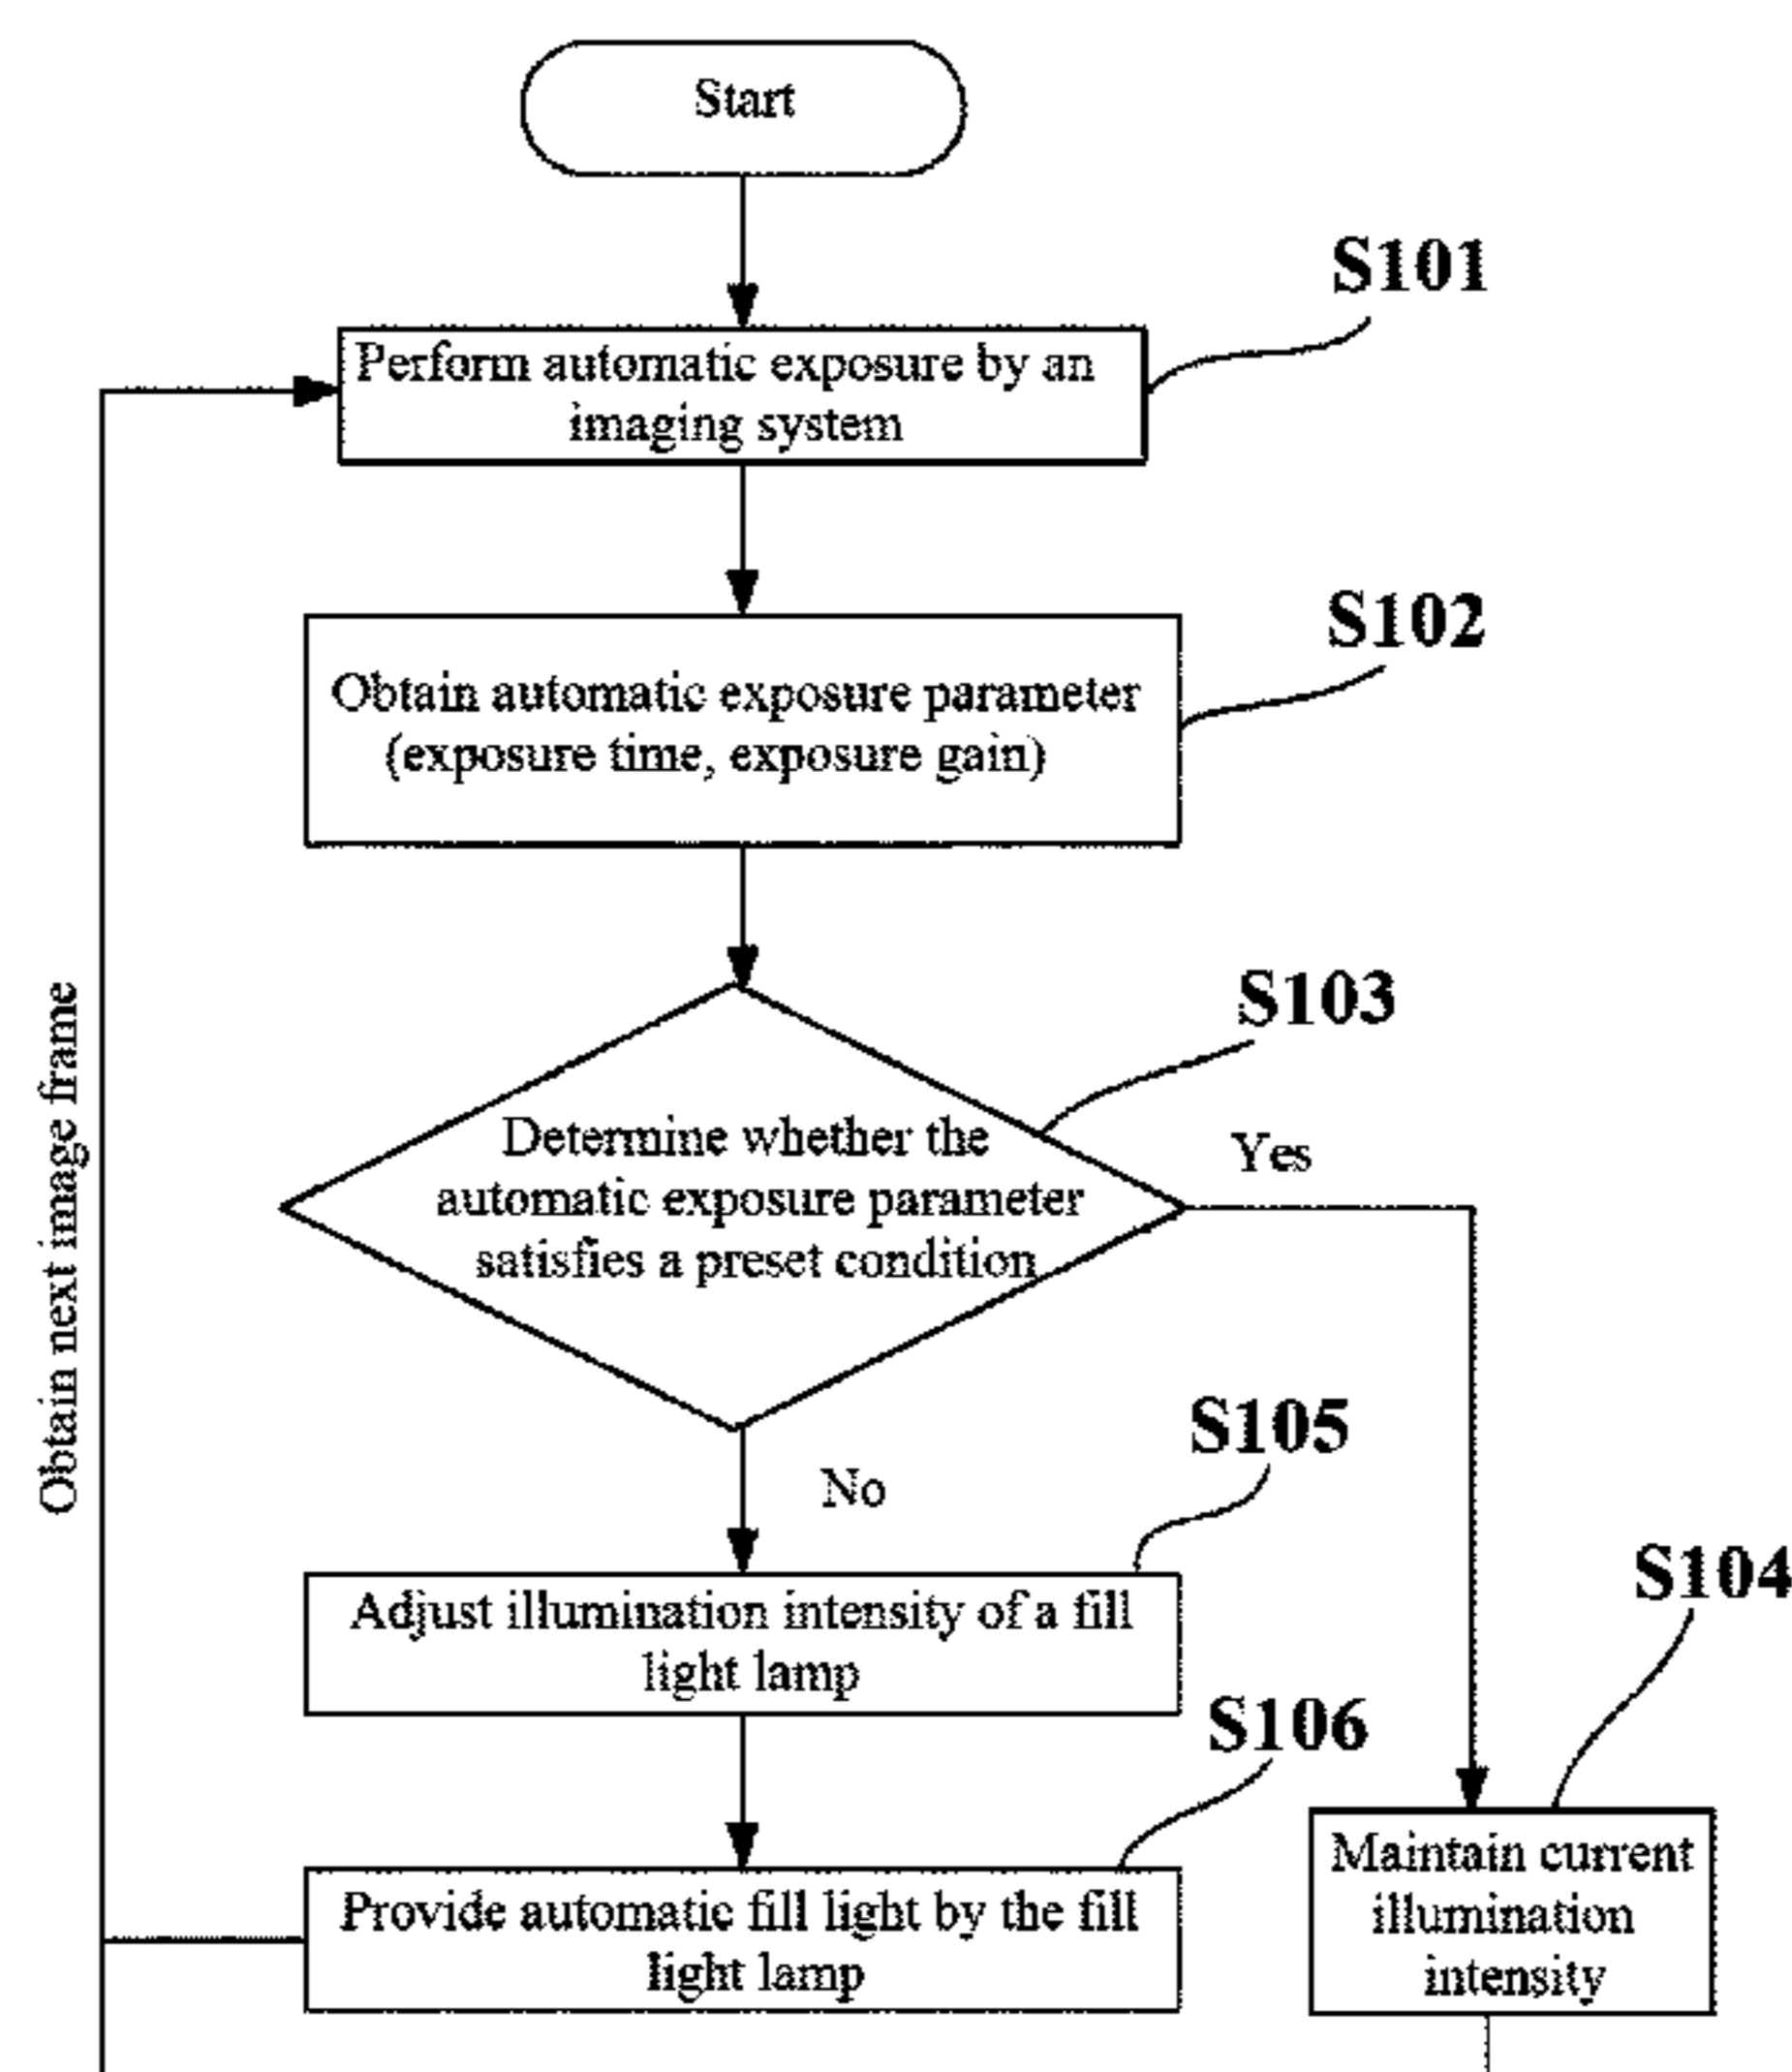 Start
S101
Perform automatic exposure by an
imaging system
S102
Obtain automatic exposure parameter
(exposure time, exposure gain)
S103
Determine whether the
automatic exposure parameter
satisfies a preset condition
Yes
No
Obtain next image frame
S105
Adjust illumination intensity of a fill
light lamp
S104
S106
Provide automatic fill light by the fill
light lamp
Maintain current
illumination
intensity